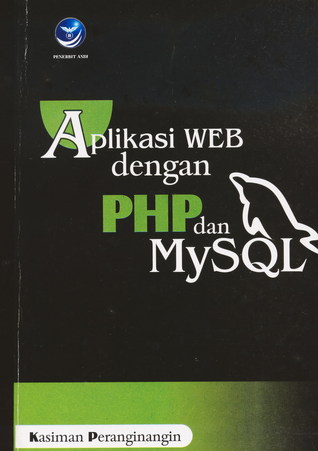 PENERBIT ANDI
Aplikasi WEB
dengan
PHP dan
MySQL
Kasiman Peranginangin